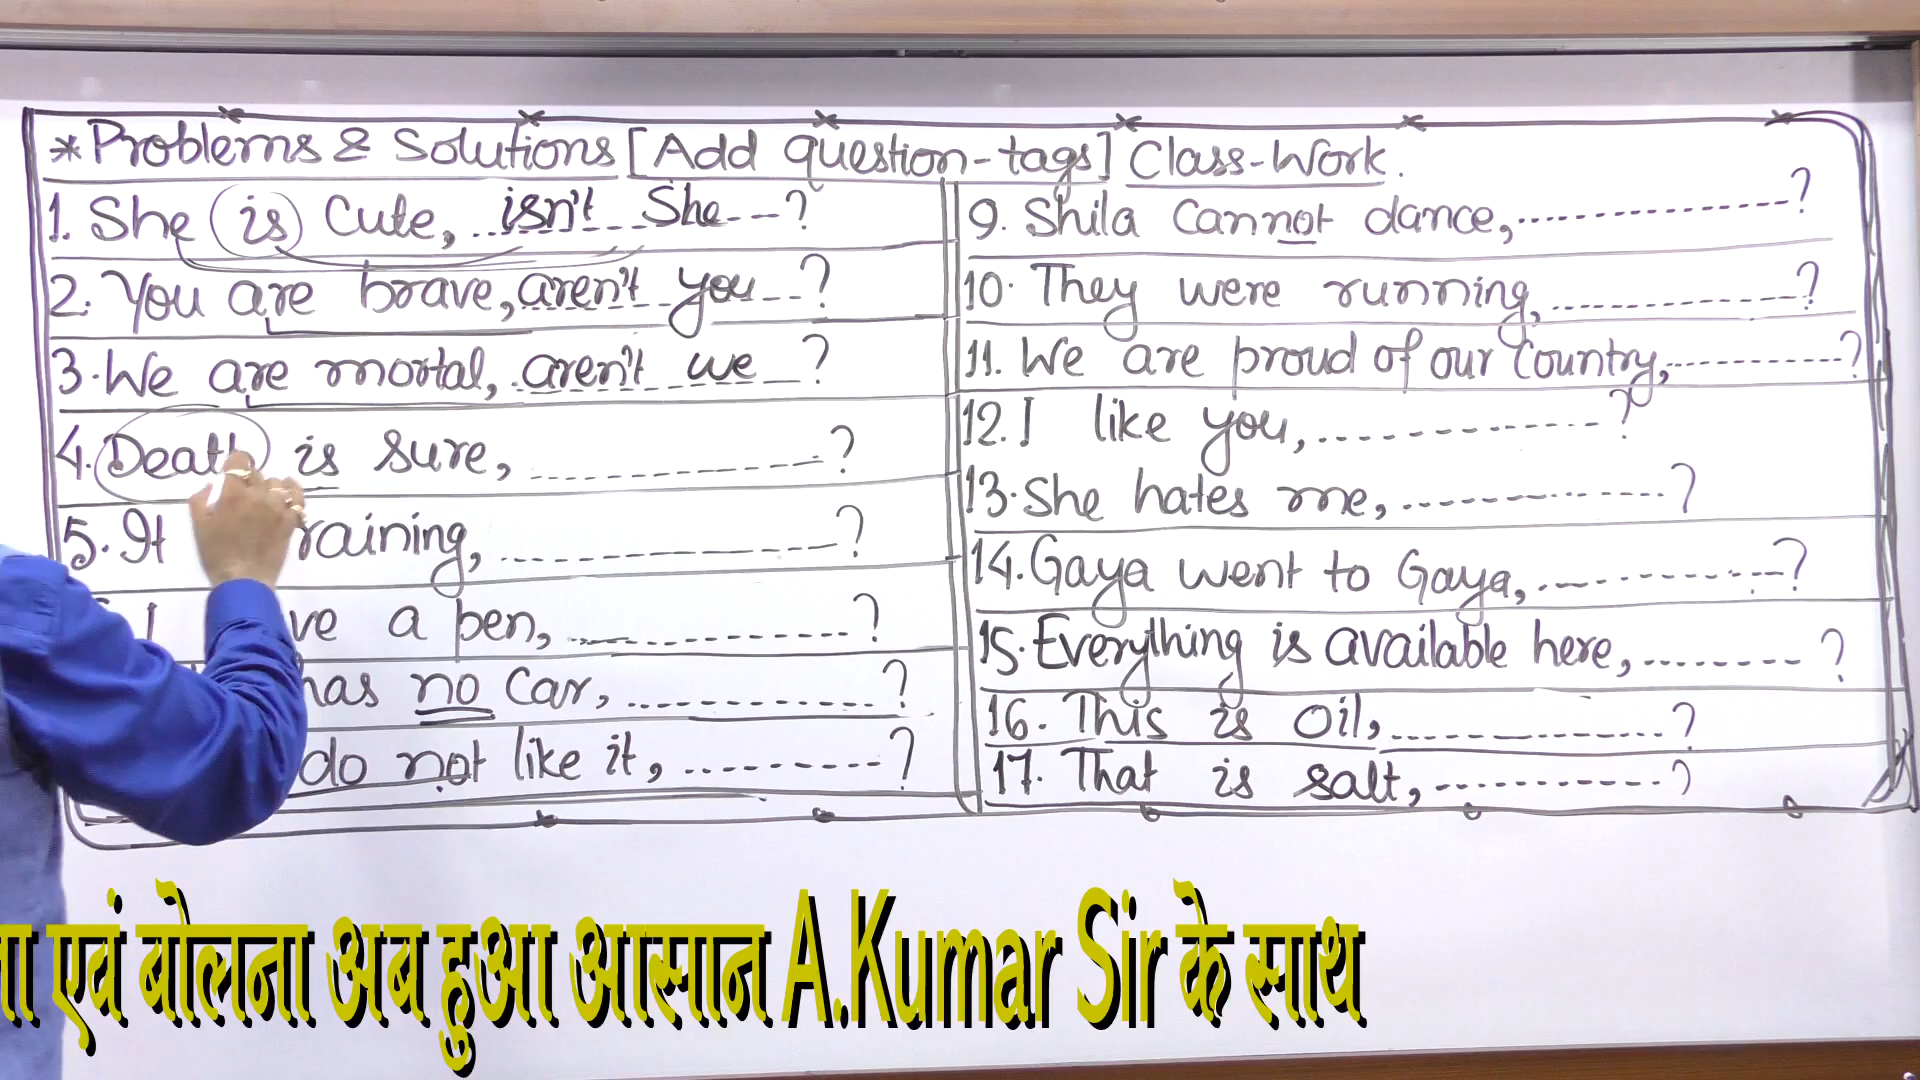 *Problems & Solutions [Add question-tags] Class-Work.
1. She is Cute, isn't She ?
2. You are brave, aren't you ?
3. We are mortal, aren't we ?
4. Death is sure, ............ ?
5. It raining, ............ ?
a pen, ............ ?
has no car, ............ ?
do not like it, ............ ?
9. Shila cannot dance, ............ ?
10. They were running, ............ ?
11. We are proud of our Country, ............ ?
12. I like you, ............ ?
13. She hates me, ............ ?
14. Gaya went to Gaya, ............ ?
15. Everything is available here, ............ ?
16. This is Oil, ............ ?
17. That is salt, ............ ?
एवं बोलना अब हुआ आसान A.Kumar Sir के साथ